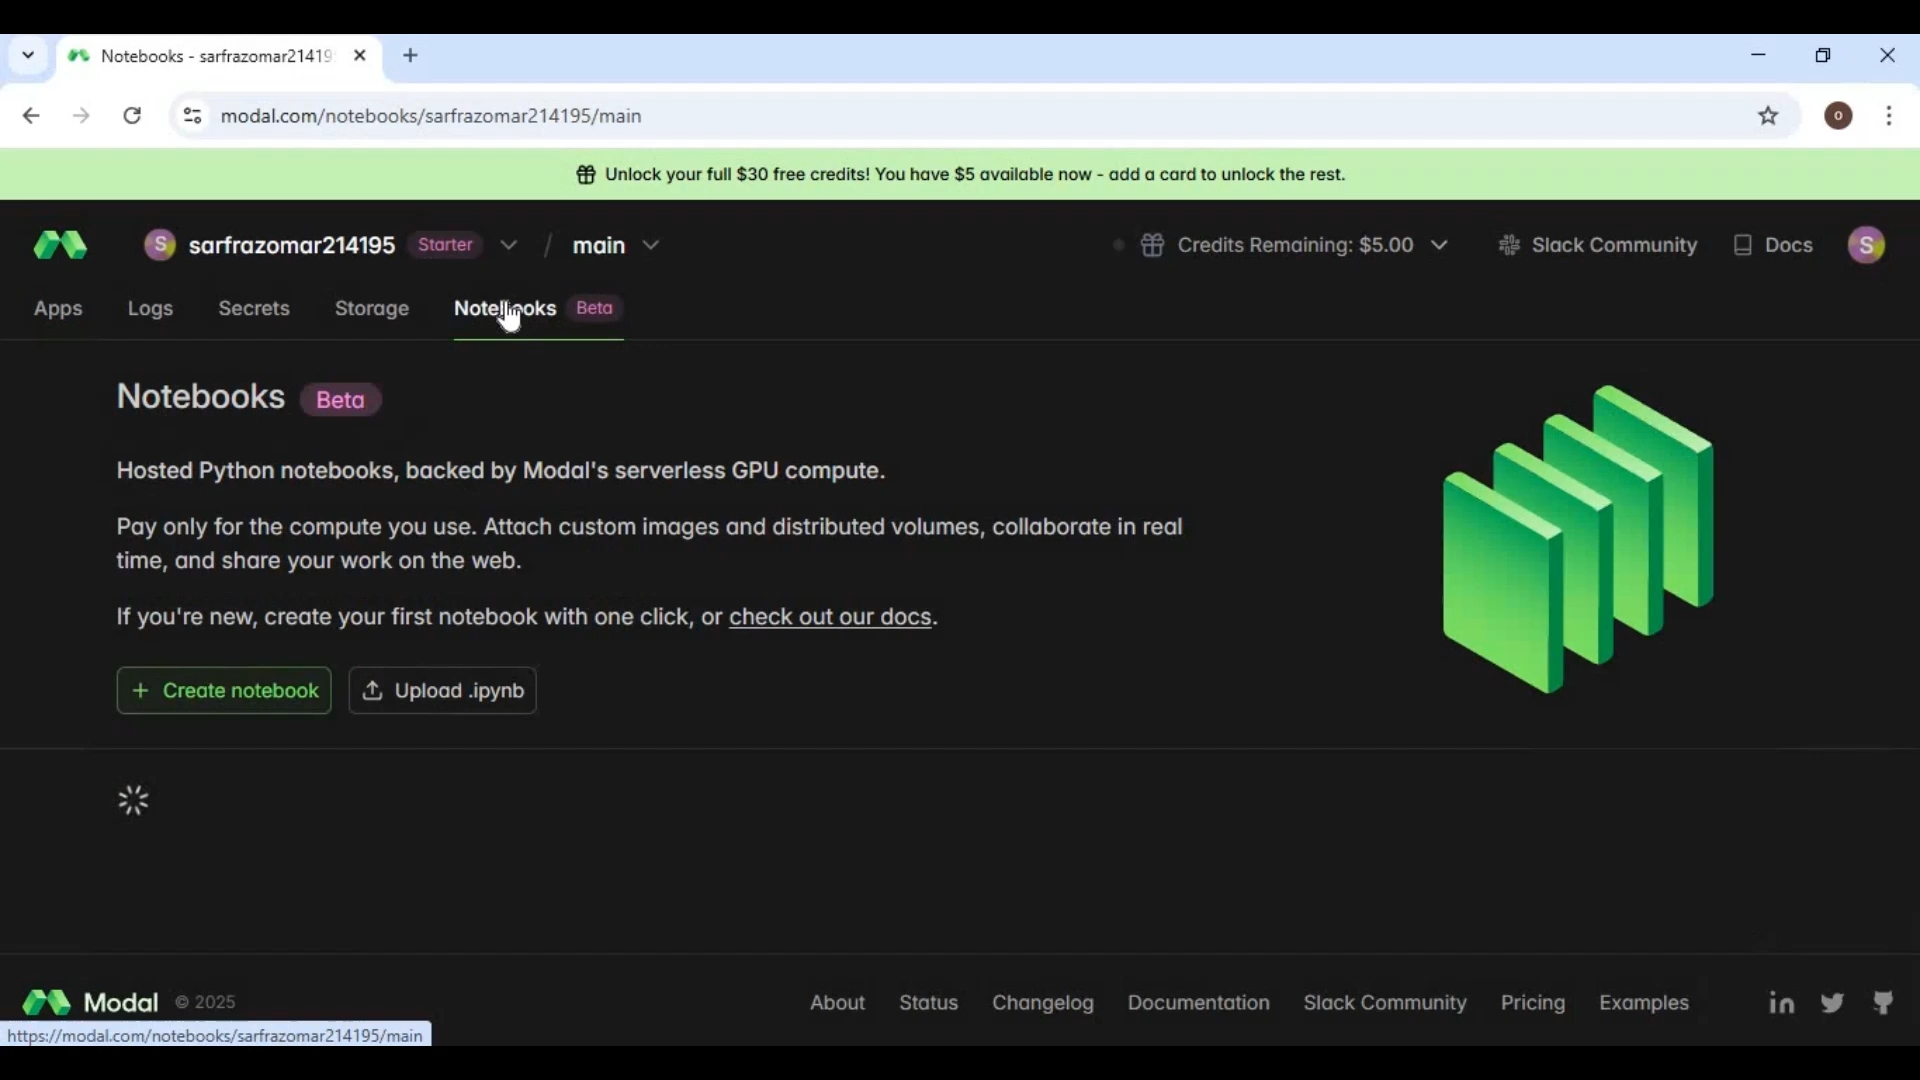 Notebooks - sarfrazomar21419
modal.com/notebooks/sarfrazomar214195/main
o
Unlock your full $30 free credits! You have $5 available now - add a card to unlock the rest.
S sarfrazomar214195 Starter / main Credits Remaining: $5.00 Slack Community Docs S
Apps Logs Secrets Storage Notebooks Beta
Notebooks Beta
Hosted Python notebooks, backed by Modal's serverless GPU compute.
Pay only for the compute you use. Attach custom images and distributed volumes, collaborate in real
time, and share your work on the web.
If you're new, create your first notebook with one click, or check out our docs.
+ Create notebook Upload .ipynb
Modal © 2025 About Status Changelog Documentation Slack Community Pricing Examples in
https://modal.com/notebooks/sarfrazomar214195/main